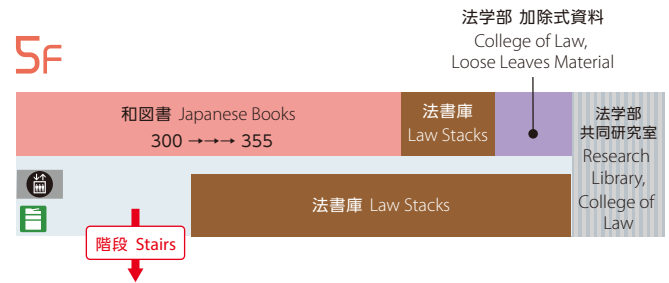 5F
法学部 加除式資料
College of Law,
Loose Leaves Material
和図書 Japanese Books
300 →→→ 355
法書庫
Law Stacks
法学部
共同研究室
Research
Library,
College of
Law
法書庫 Law Stacks
階段 Stairs